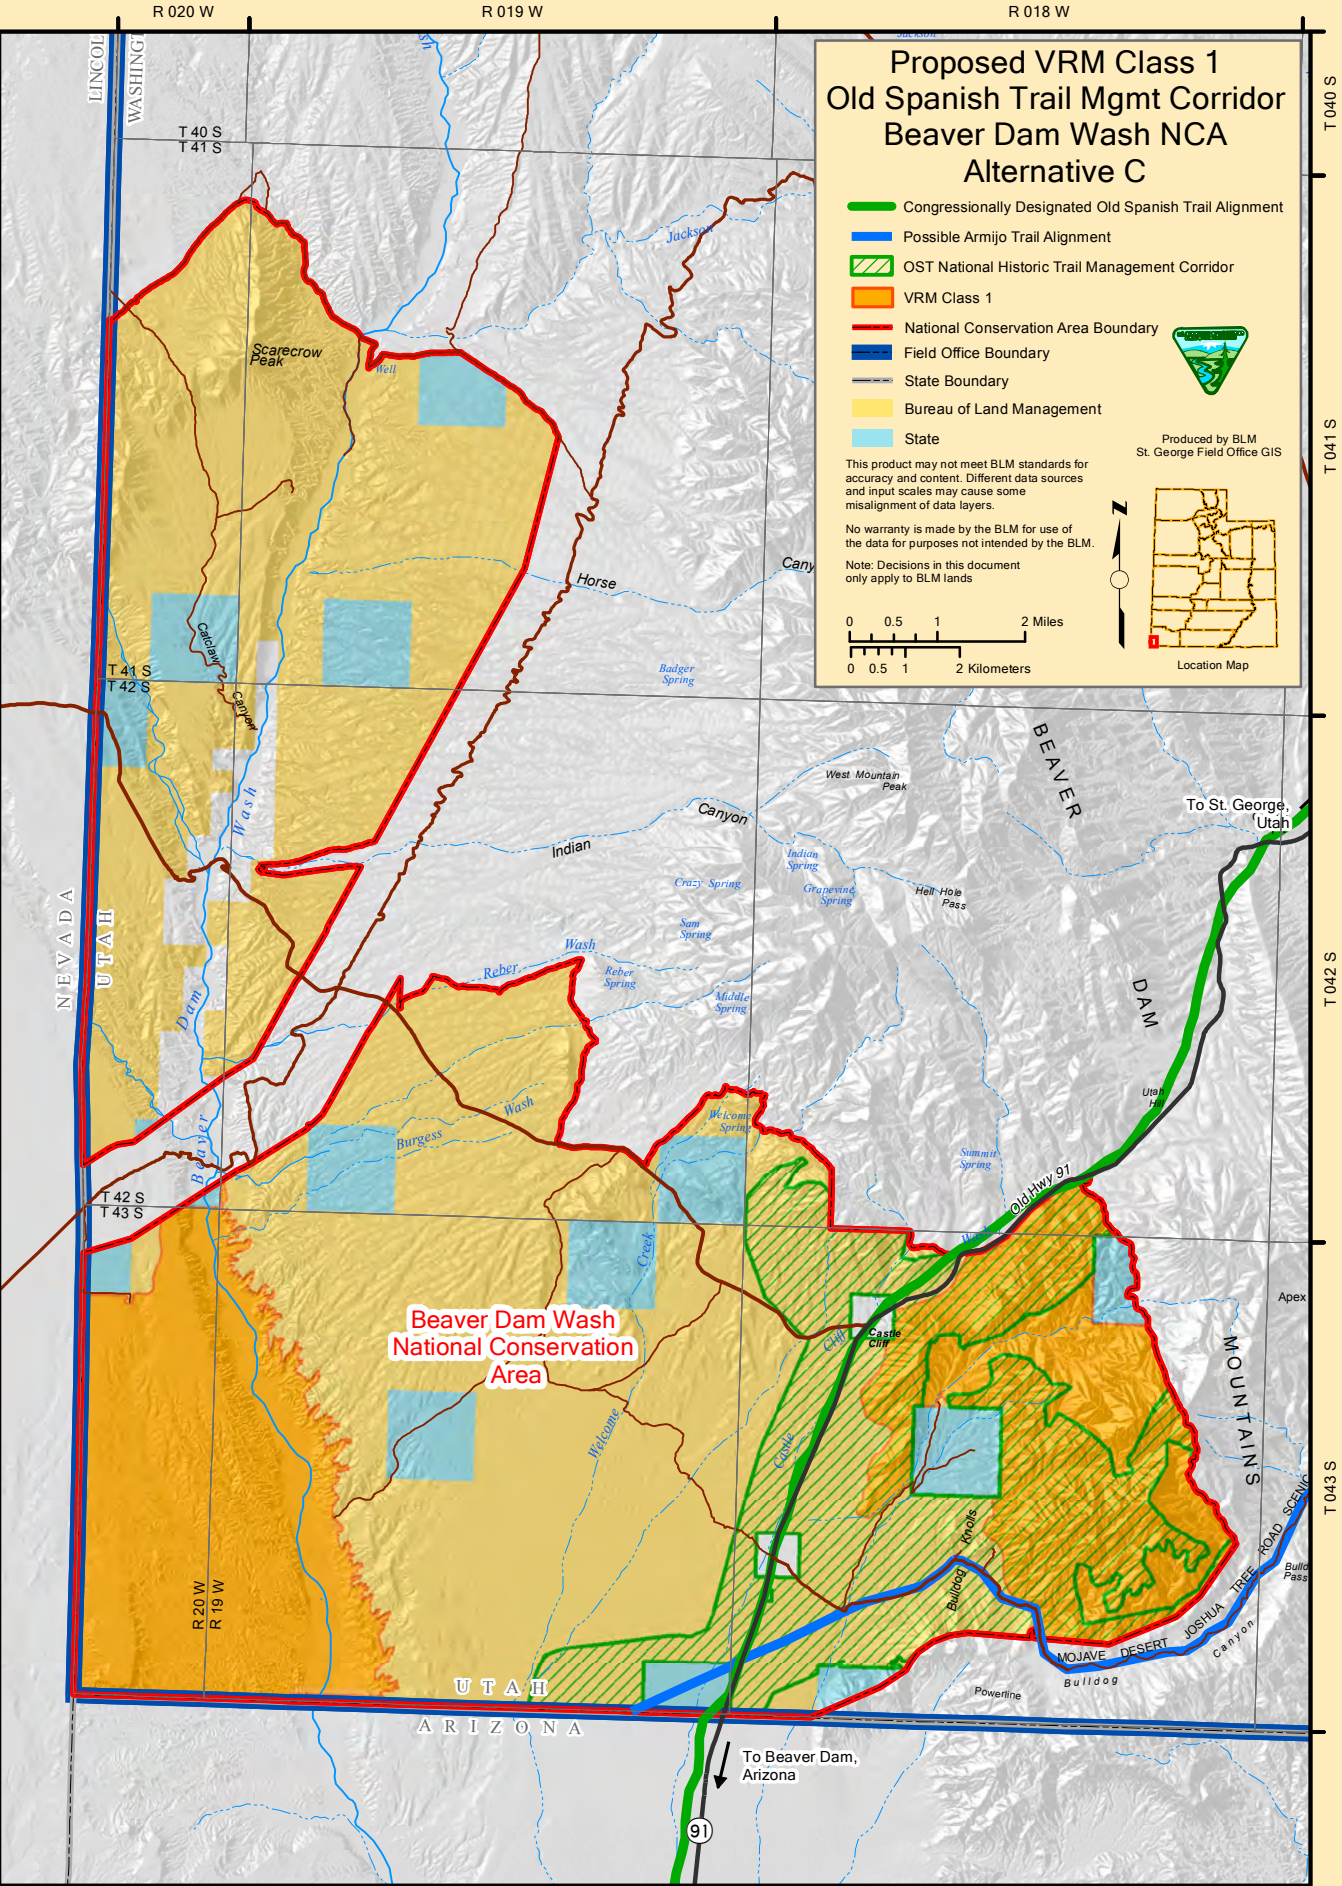 R 020 W
R 019 W
R 018 W
T 040 S
T 041 S
T 042 S
T 043 S
Proposed VRM Class 1
Old Spanish Trail Mgmt Corridor
Beaver Dam Wash NCA
Alternative C
Congressionally Designated Old Spanish Trail Alignment
Possible Armijo Trail Alignment
OST National Historic Trail Management Corridor
VRM Class 1
National Conservation Area Boundary
Field Office Boundary
State Boundary
Bureau of Land Management
State
Produced by BLM
St. George Field Office GIS
This product may not meet BLM standards for
accuracy and content. Different data sources
and input scales may cause some
misalignment of data layers.
No warranty is made by the BLM for use of
the data for purposes not intended by the BLM.
Note: Decisions in this document
only apply to BLM lands
0 0.5 1 2 Miles
0 0.5 1 2 Kilometers
Z
Location Map
LINCOL
WASHINGT
sh
Jackson
T 40 S
T 41 S
Jackson
Scarecrow
Peak
Well
Horse
Cany
Catclaw
Canyon
T 41 S
T 42 S
Badger
Spring
BEAVER
West Mountain
Peak
To St. George,
Utah
Wash
Canyon
Indian
Indian
Spring
Crazy Spring
Grapevine
Spring
Hell Hole
Pass
Sam
Spring
NEVADA
UTAH
Wash
Reber
Reber
Spring
Middle
Spring
DAM
Dam
Utah
Hill
Wash
Burgess
Welcome
Spring
Beaver
Summit
Spring
Old Hwy 91
T 42 S
T 43 S
Creek
Apex
Beaver Dam Wash
National Conservation
Area
Cliff
Castle
Cliff
MOUNTAINS
Welcome
Castle
Knolls
Bulldog
R 20 W
R 19 W
MOJAVE DESERT JOSHUA TREE ROAD SCENIC
Bulld
Pass
Canyon
Bulldog
Powerline
UTAH
ARIZONA
To Beaver Dam,
Arizona
91